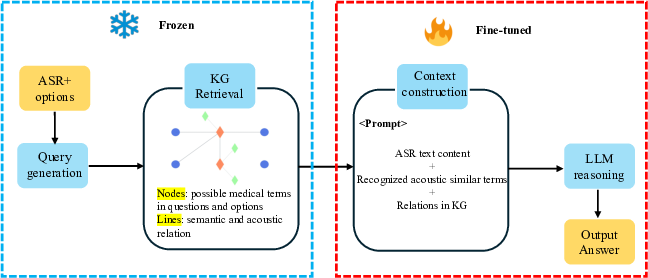 Frozen
Fine-tuned
ASR+
options
Query
generation
KG
Retrieval
Nodes: possible medical terms
in questions and options
Lines: semantic and acoustic
relation
Context
construction
<Prompt>
ASR text content
+
Recognized acoustic similar terms
+
Relations in KG
LLM
reasoning
Output
Answer